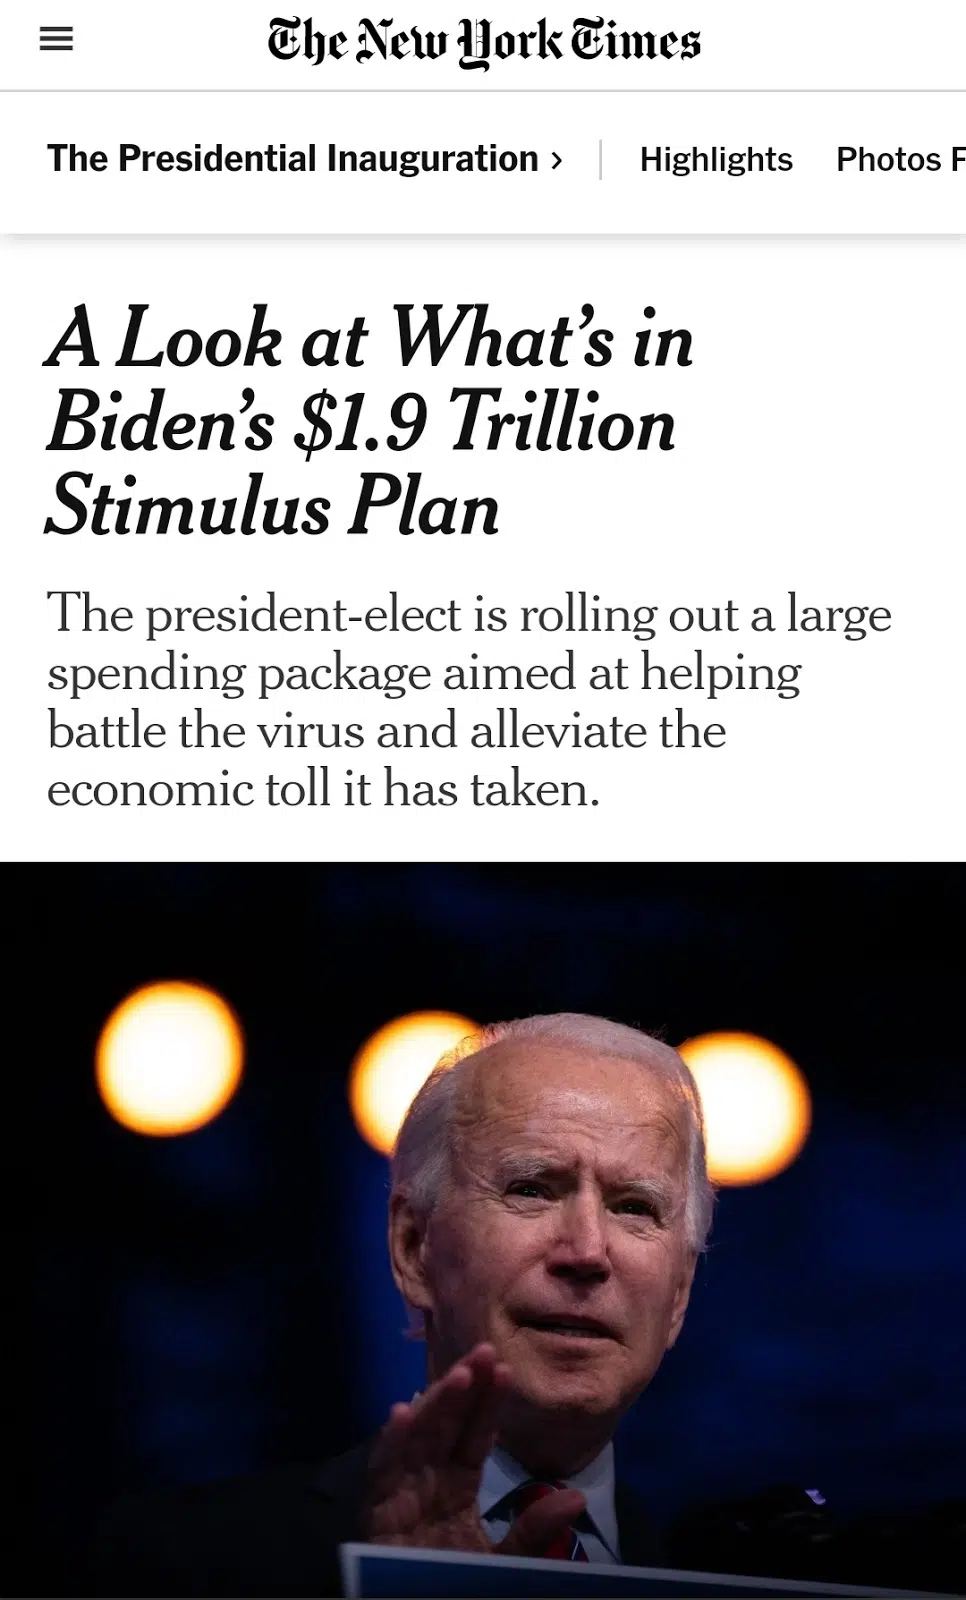 The New York Times
The Presidential Inauguration › Highlights Photos F
A Look at What's in
Biden's $1.9 Trillion
Stimulus Plan
The president-elect is rolling out a large
spending package aimed at helping
battle the virus and alleviate the
economic toll it has taken.